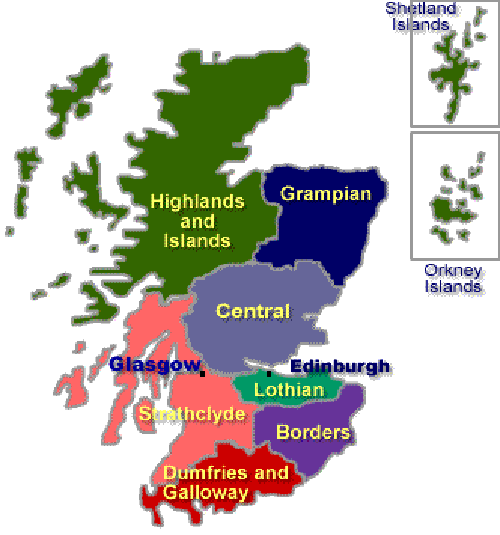 Shetland
Islands
Grampian
Highlands
and
Islands
Orkney
Islands
Central
Glasgow
Edinburgh
Lothian
Strathclyde
Borders
Dumfries and
Galloway